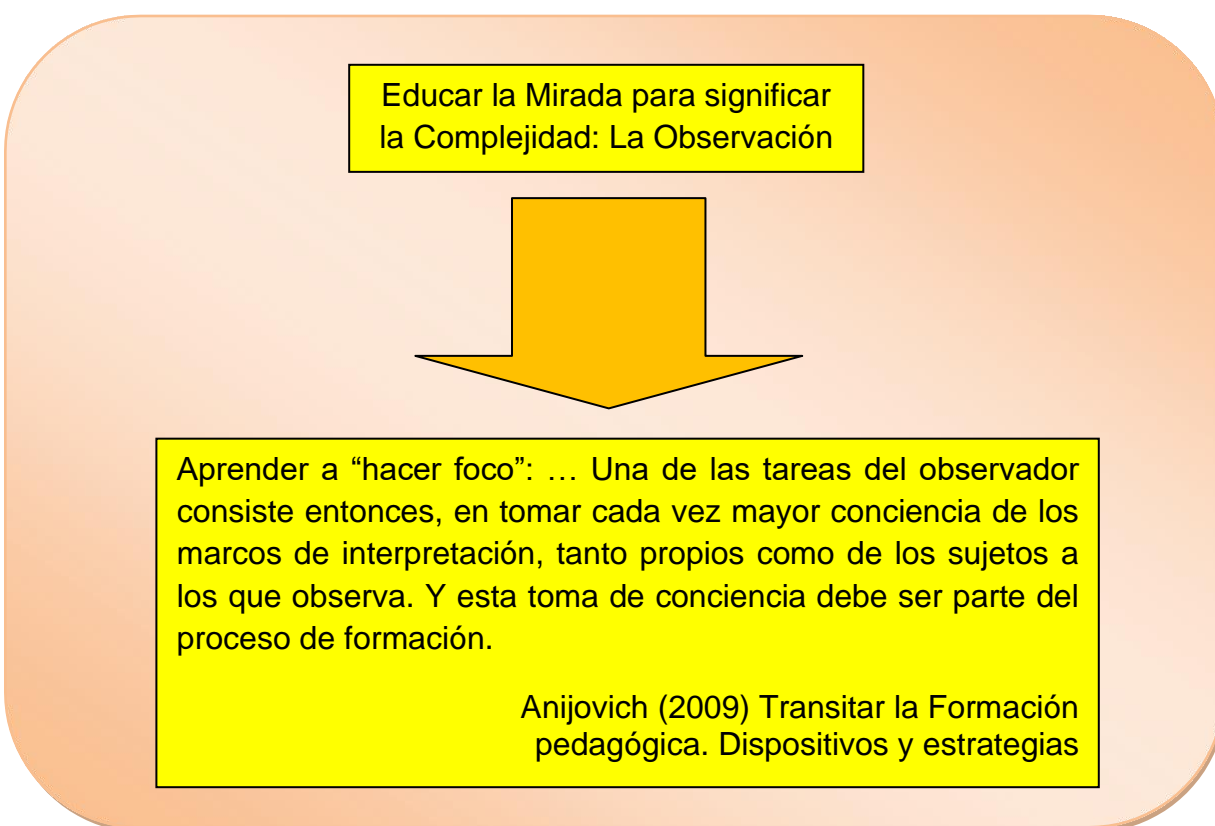 Educar la Mirada para significar
la Complejidad: La Observación
Aprender a “hacer foco”: … Una de las tareas del observador
consiste entonces, en tomar cada vez mayor conciencia de los
marcos de interpretación, tanto propios como de los sujetos a
los que observa. Y esta toma de conciencia debe ser parte del
proceso de formación.
Anijovich (2009) Transitar la Formación
pedagógica. Dispositivos y estrategias